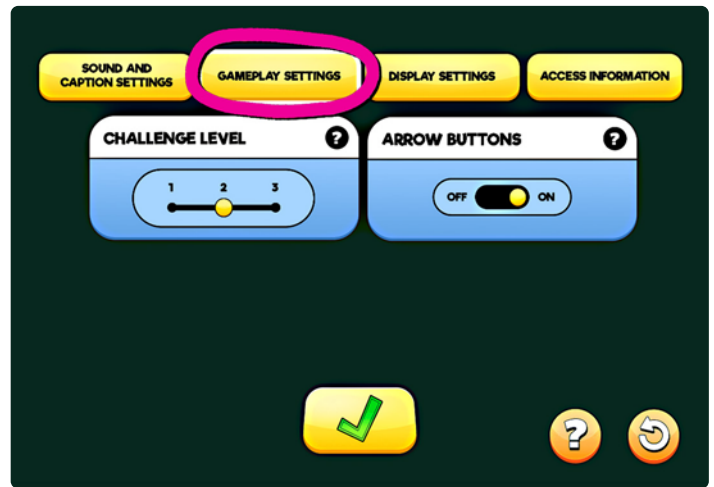 SOUND AND
CAPTION SETTINGS
GAMEPLAY SETTINGS
DISPLAY SETTINGS
ACCESS INFORMATION
CHALLENGE LEVEL
?
ARROW BUTTONS
?
1 2 3
OFF ON
?